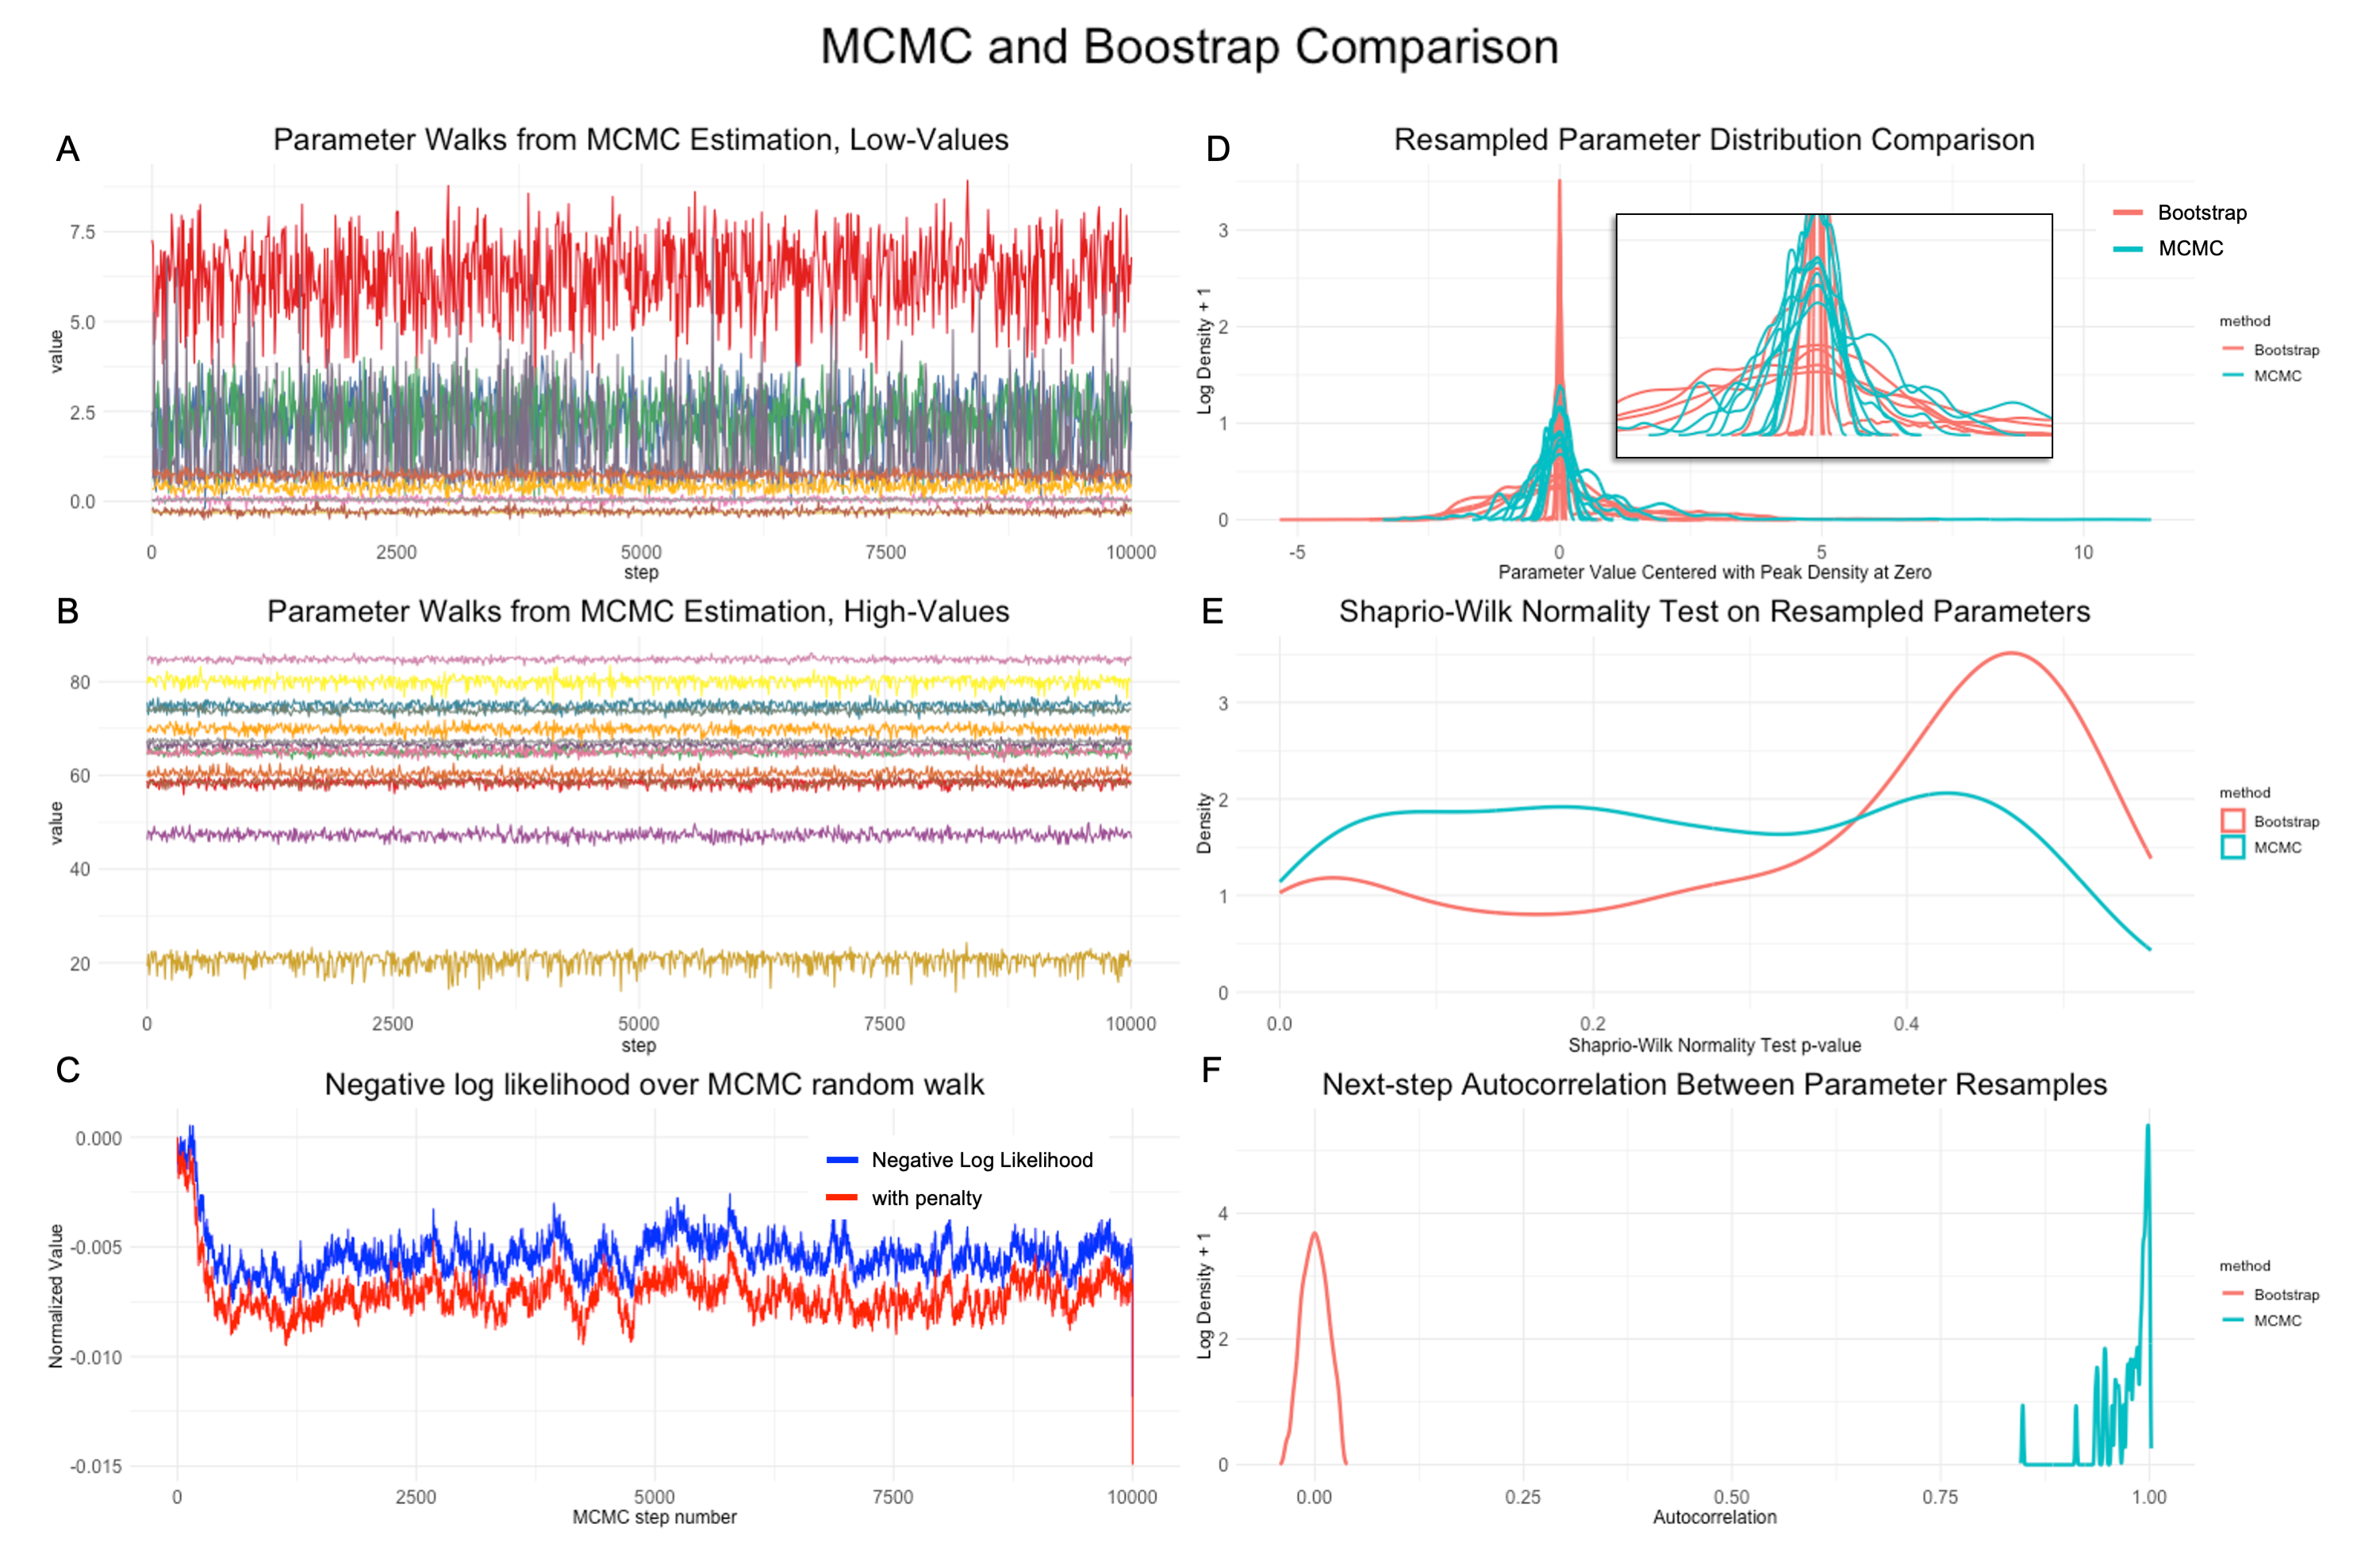 MCMC and Boostrap Comparison
A
Parameter Walks from MCMC Estimation, Low-Values
value
7.5
5.0
2.5
0.0
0 2500 5000 7500 10000
step
B
Parameter Walks from MCMC Estimation, High-Values
value
80
60
40
20
0 2500 5000 7500 10000
step
C
Negative log likelihood over MCMC random walk
Normalized Value
0.000
-0.005
-0.010
-0.015
Negative Log Likelihood
with penalty
0 2500 5000 7500 10000
MCMC step number
D
Resampled Parameter Distribution Comparison
Log Density + 1
3
2
1
0
Bootstrap
MCMC
method
Bootstrap
MCMC
-5 0 5 10
Parameter Value Centered with Peak Density at Zero
E
Shaprio-Wilk Normality Test on Resampled Parameters
Density
3
2
1
0
method
Bootstrap
MCMC
0.0 0.2 0.4
Shaprio-Wilk Normality Test p-value
F
Next-step Autocorrelation Between Parameter Resamples
Log Density + 1
4
2
0
method
Bootstrap
MCMC
0.00 0.25 0.50 0.75 1.00
Autocorrelation